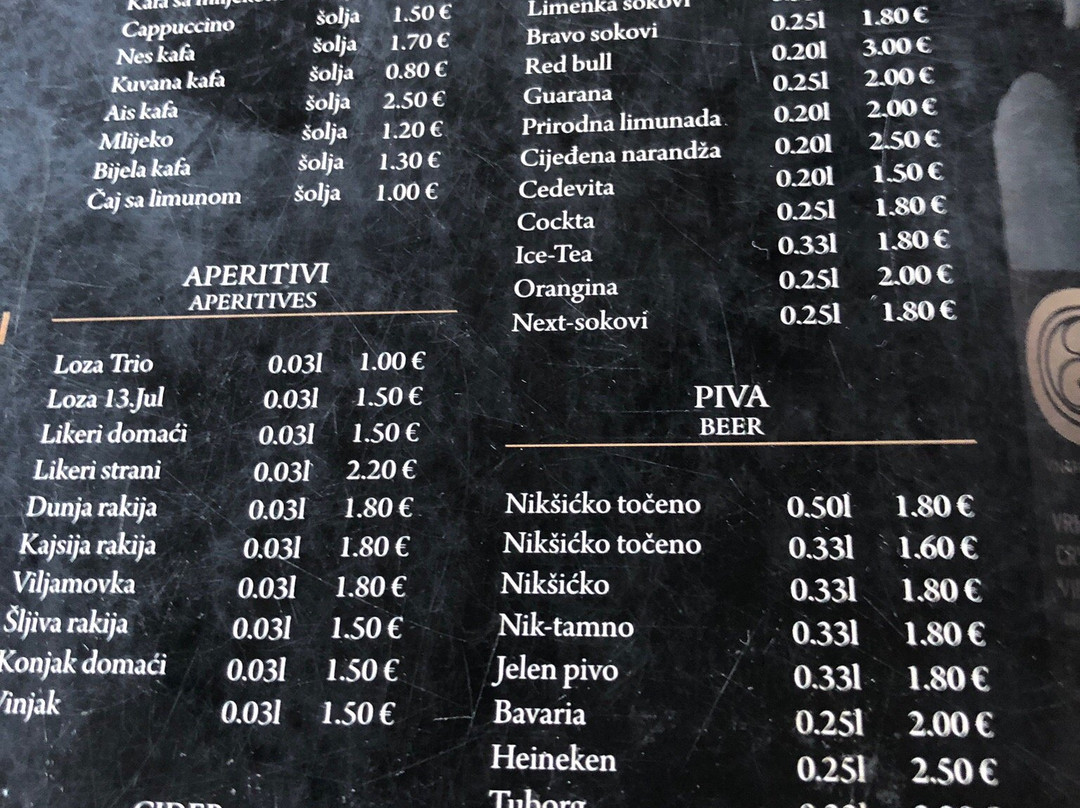 Cappuccino šolja 1.50 €
Nes kafa šolja 1.70 €
Kuvana kafa šolja 0.80 €
Ais kafa šolja 2.50 €
Mlijeko šolja 1.20 €
Bijela kafa šolja 1.30 €
Čaj sa limunom šolja 1.00 €
APERITIVI
APERITIVES
Loza Trio 0.03l 1.00 €
Loza 13.Jul 0.03l 1.50 €
Likeri domaći 0.03l 1.50 €
Likeri strani 0.03l 2.20 €
Dunja rakija 0.03l 1.80 €
Kajsija rakija 0.03l 1.80 €
Viljamovka 0.03l 1.80 €
Šljiva rakija 0.03l 1.50 €
Konjak domaći 0.03l 1.50 €
Vinjak 0.03l 1.50 €
CIDER
Limenka sokovi
Bravo sokovi 0.25l 1.80 €
Red bull 0.20l 3.00 €
Guarana 0.25l 2.00 €
Prirodna limunada 0.20l 2.00 €
Cijeđena narandža 0.20l 2.50 €
Cedevita 0.20l 1.50 €
Cockta 0.25l 1.80 €
Ice-Tea 0.33l 1.80 €
Orangina 0.25l 2.00 €
Next-sokovi 0.25l 1.80 €
PIVA
BEER
Nikšićko točeno 0.50l 1.80 €
Nikšićko točeno 0.33l 1.60 €
Nikšićko 0.33l 1.80 €
Nik-tamno 0.33l 1.80 €
Jelen pivo 0.33l 1.80 €
Bavaria 0.25l 2.00 €
Heineken 0.25l 2.50 €
Tuborg